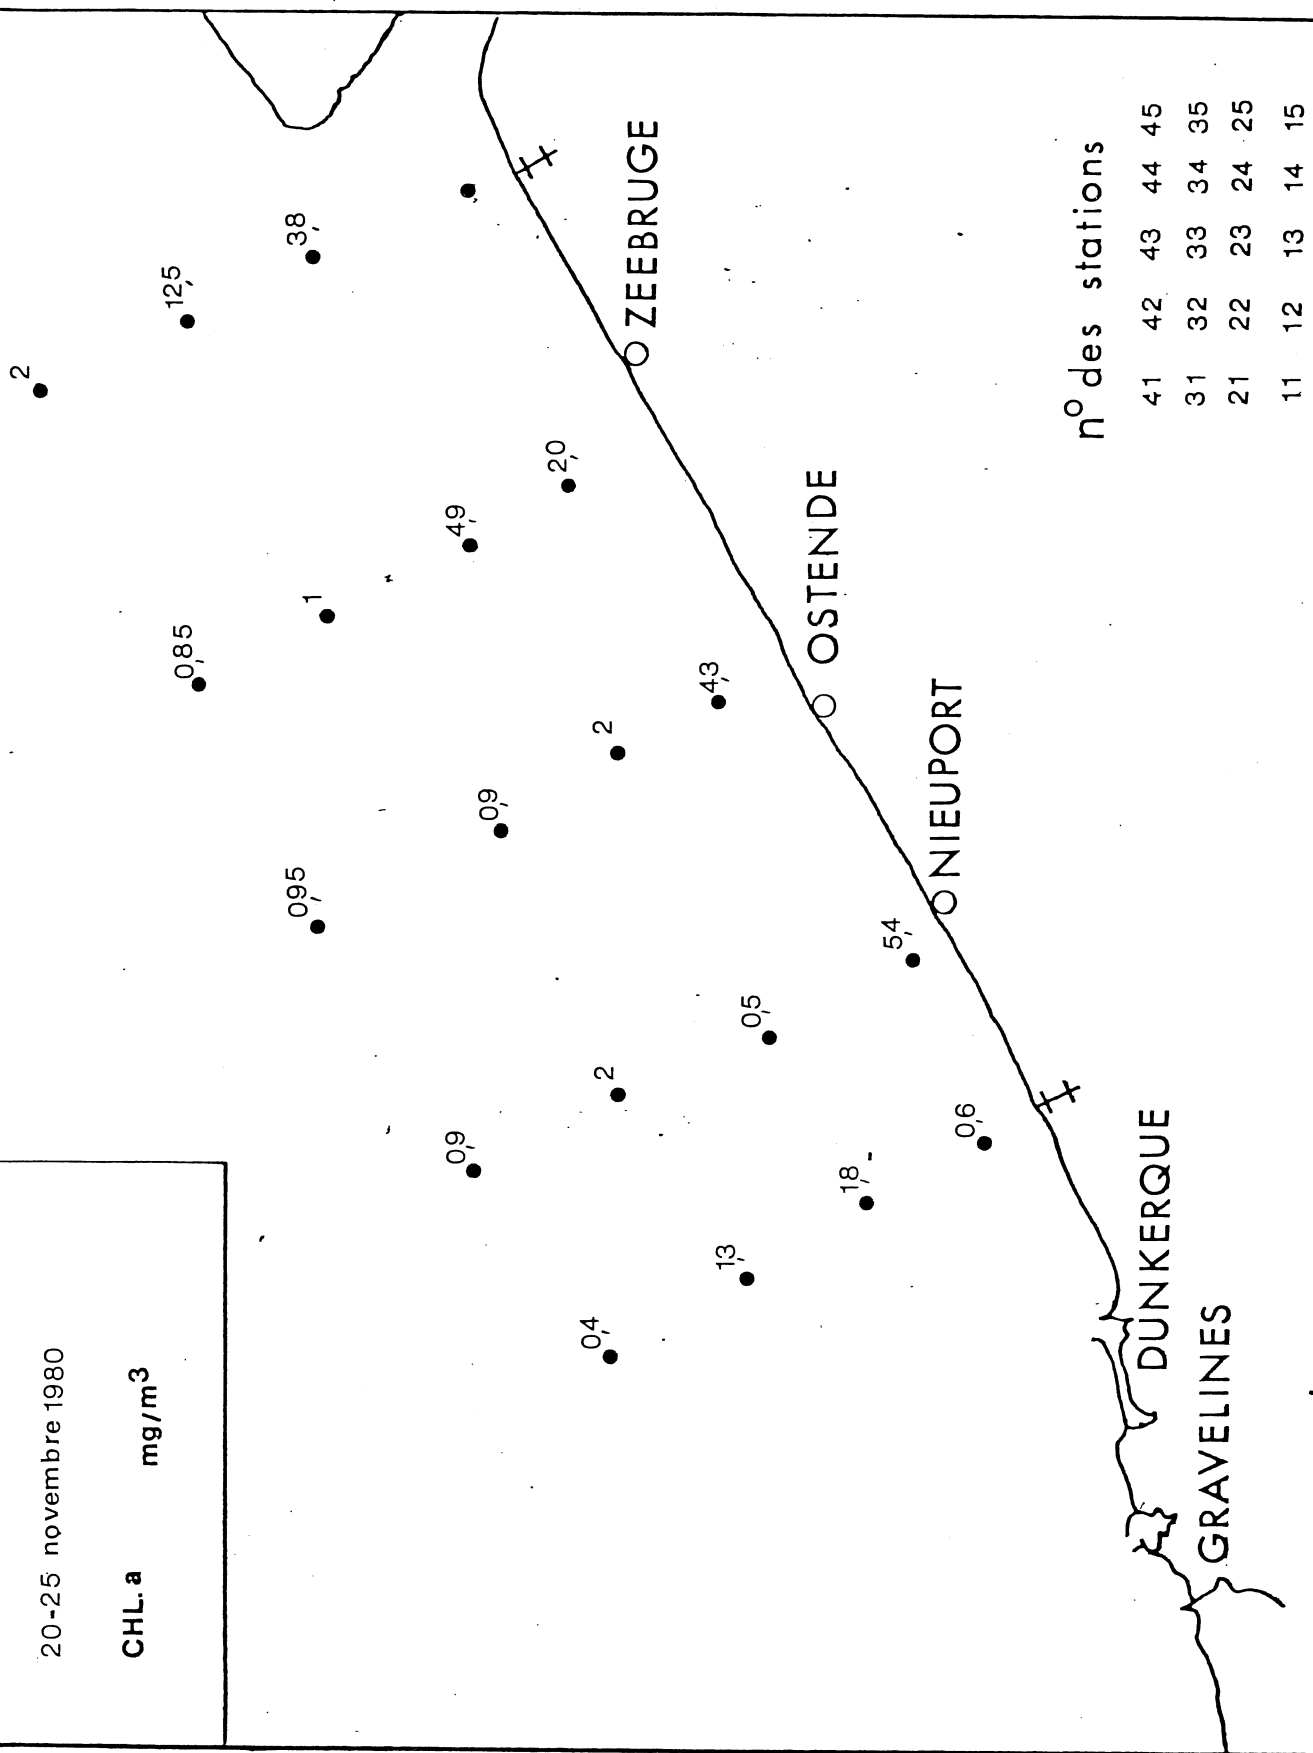 20-25 novembre 1980
CHL. a mg/m3
2
12,5
0,85
3,8
0,95
1
0,9
4,9
0,9
2,0
0,4
2
2
ZEEBRUGE
4,3
1,3
0,5
OSTENDE
1,8
5,4
NIEUPORT
0,6
n° des stations
DUNKERQUE
41 42 43 44 45
31 32 33 34 35
GRAVELINES
21 22 23 24 25
11 12 13 14 15